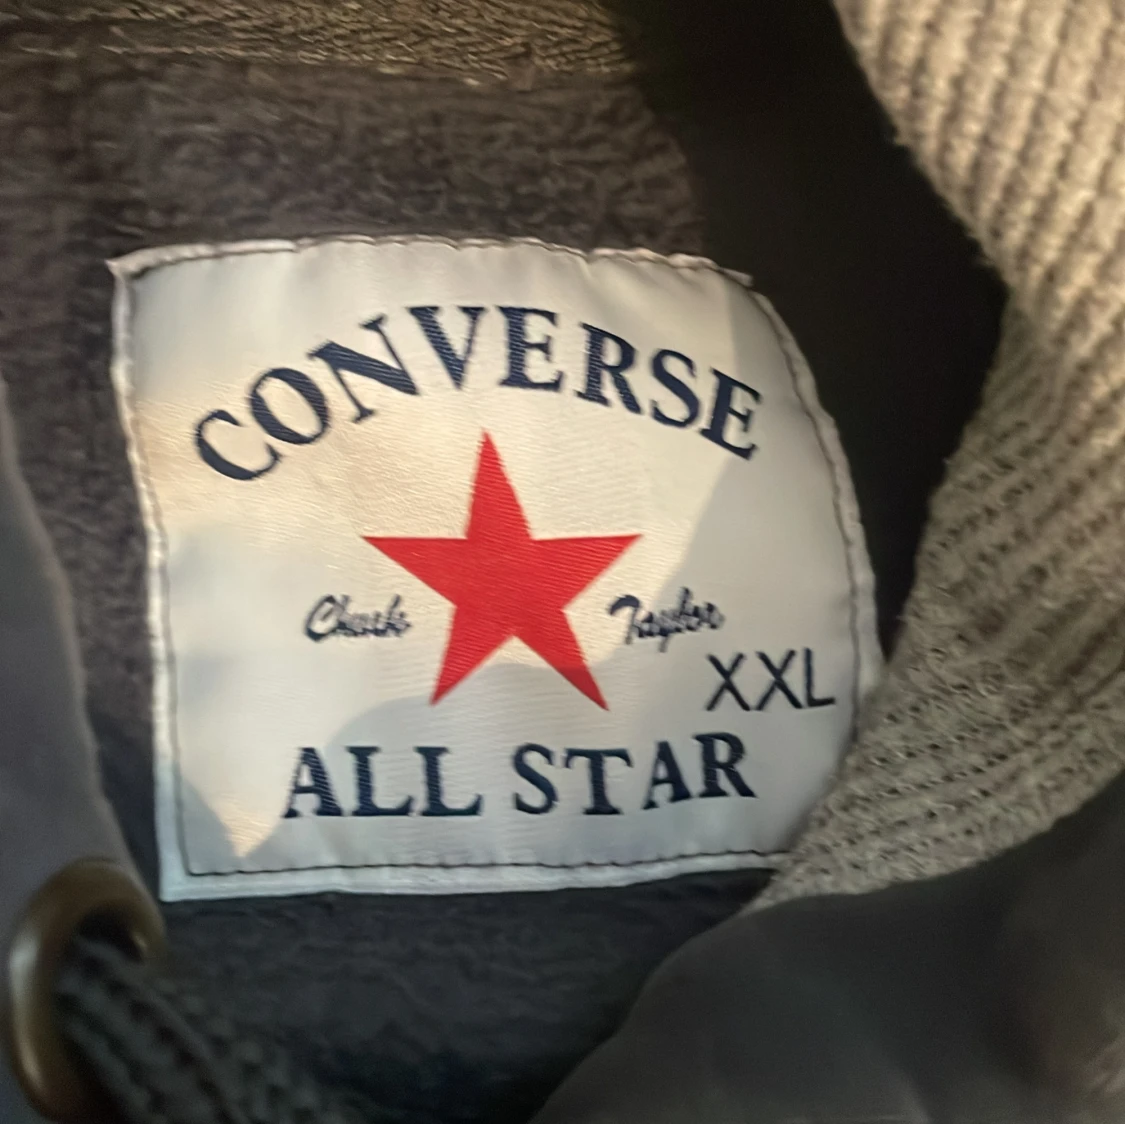 CONVERSE
Chuck Taylor
XXL
ALL STAR